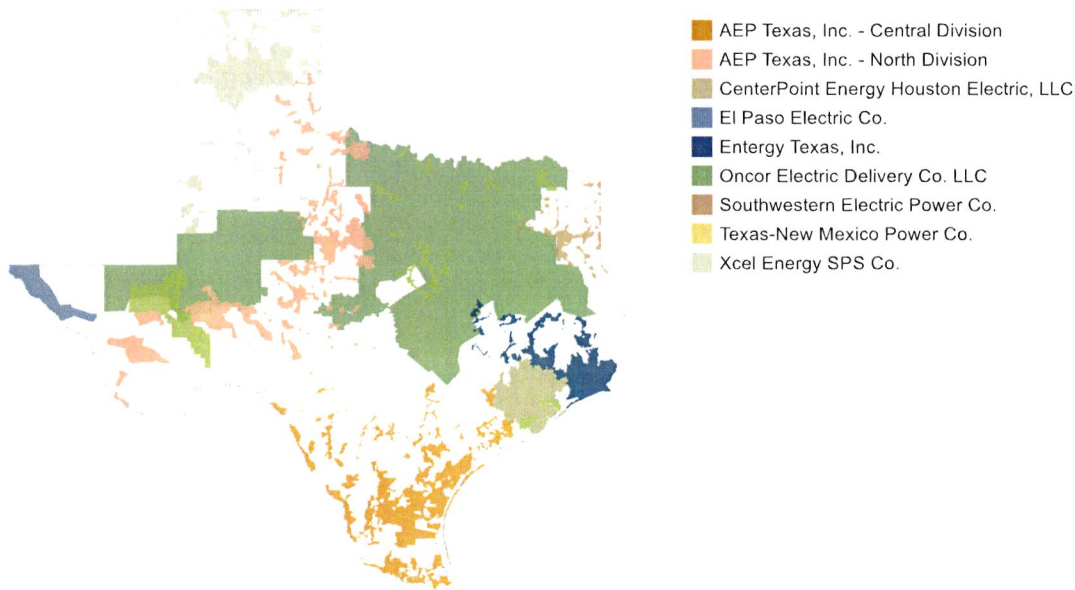 AEP Texas, Inc. - Central Division
AEP Texas, Inc. - North Division
CenterPoint Energy Houston Electric, LLC
El Paso Electric Co.
Entergy Texas, Inc.
Oncor Electric Delivery Co. LLC
Southwestern Electric Power Co.
Texas-New Mexico Power Co.
Xcel Energy SPS Co.